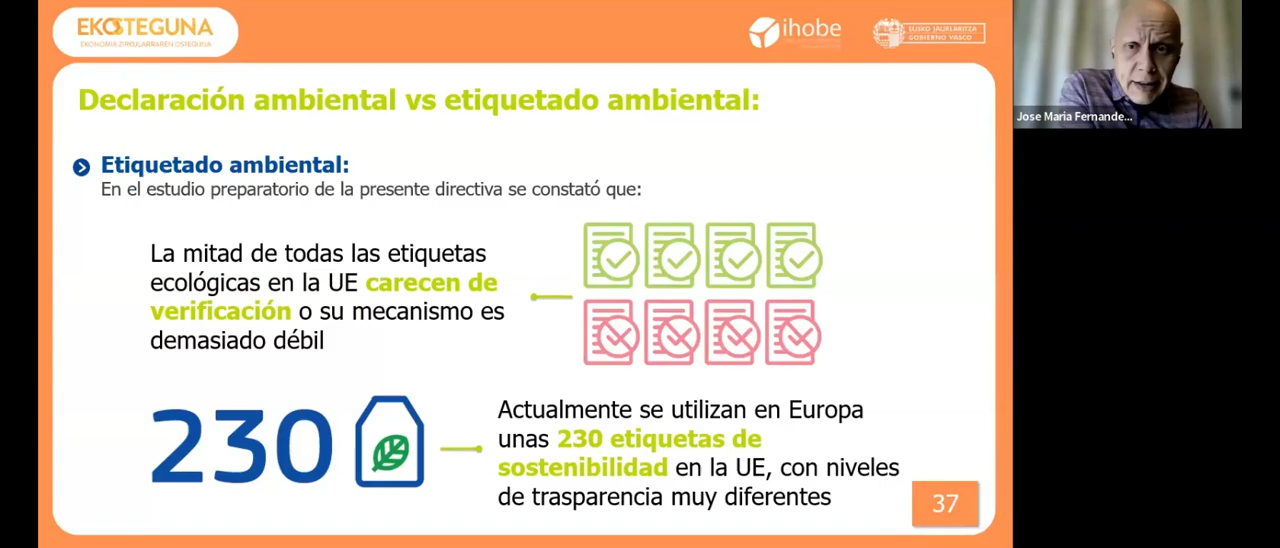 EKOSTEGUNA
EKONOMIA ZIRKULARRAREN OSTEGUNA
ihobe
EUSKO JAURLARITZA
GOBIERNO VASCO
Jose Maria Fernande...
Declaración ambiental vs etiquetado ambiental:
Etiquetado ambiental:
En el estudio preparatorio de la presente directiva se constató que:
La mitad de todas las etiquetas
ecológicas en la UE carecen de
verificación o su mecanismo es
demasiado débil
230
Actualmente se utilizan en Europa
unas 230 etiquetas de
sostenibilidad en la UE, con niveles
de trasparencia muy diferentes
37